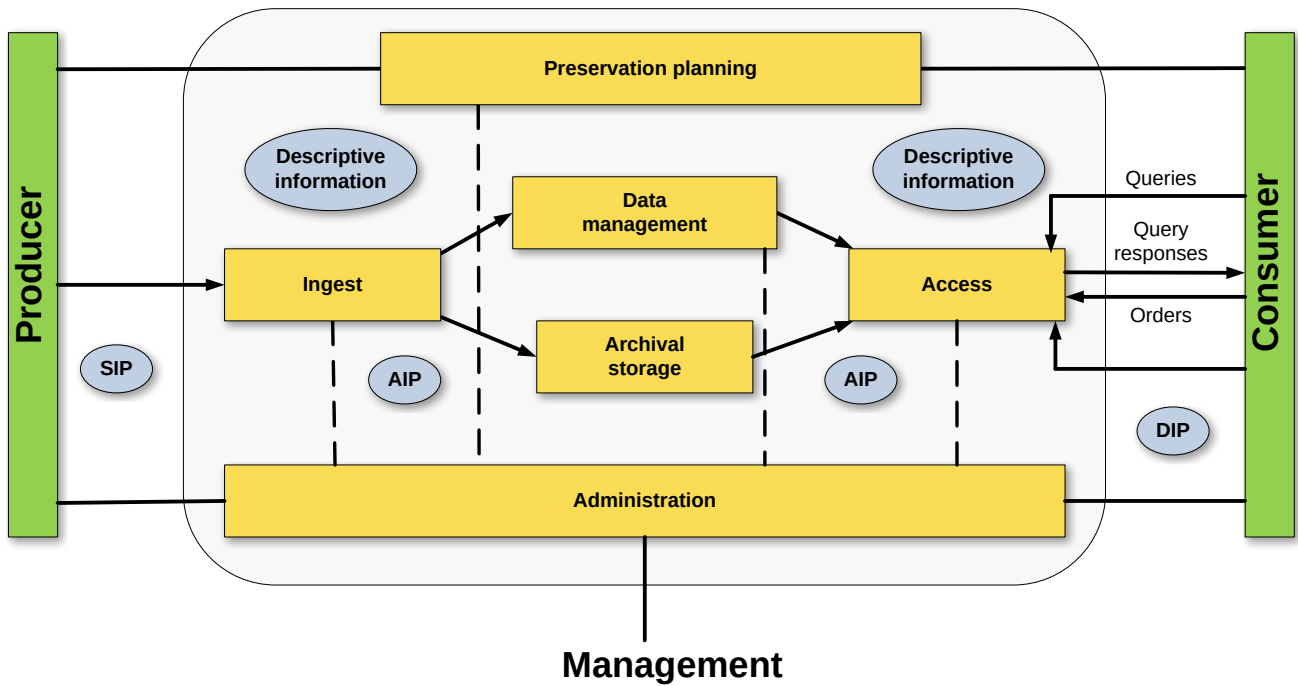 Preservation planning
Producer
Descriptive
information
Descriptive
information
Data
management
Queries
Query
responses
Ingest
Access
Orders
Consumer
Archival
storage
SIP
AIP
AIP
DIP
Administration
Management